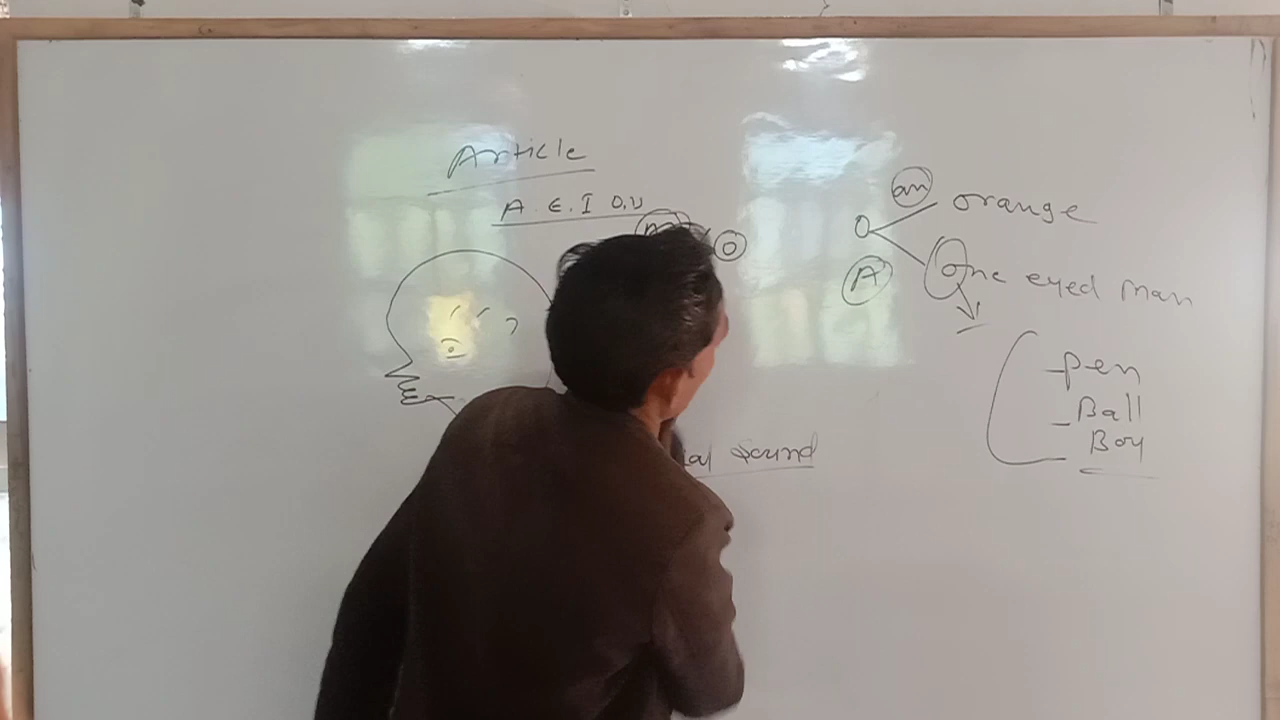 Article
A. E. I O. U
O
O
an orange
A One eyed man
Pen
Ball
Boy
Sound